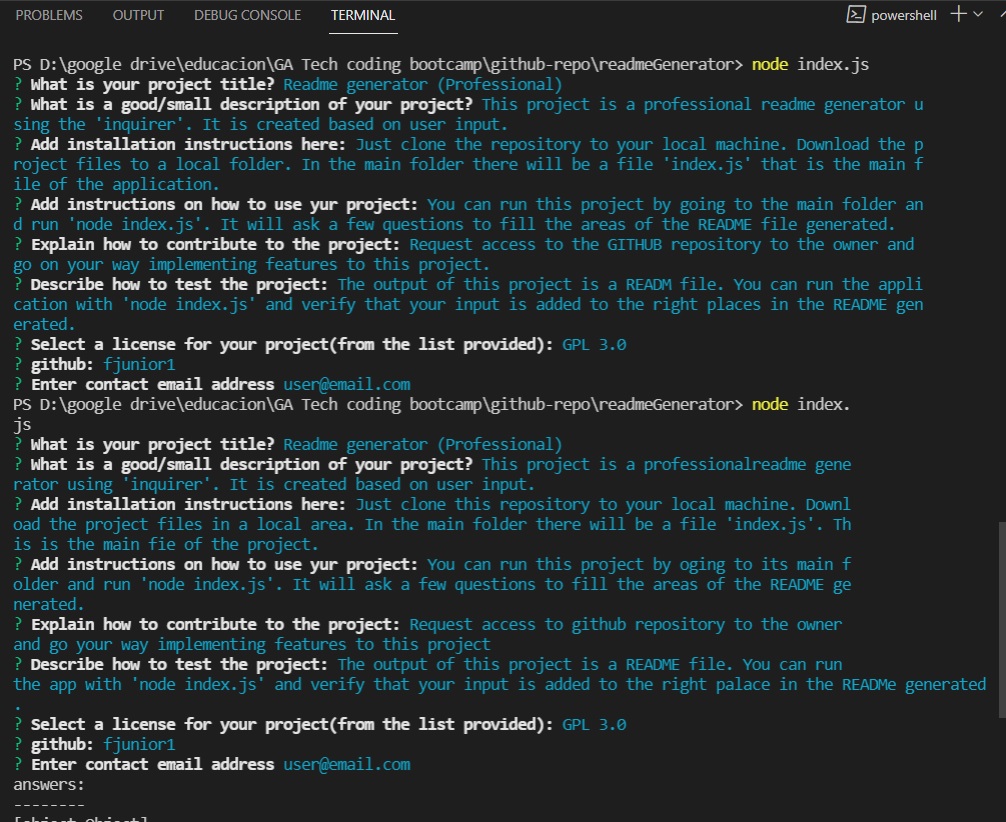 PROBLEMS OUTPUT DEBUG CONSOLE TERMINAL powershell
PS D:\google drive\educacion\GA Tech coding bootcamp\github-repo\readmeGenerator> node index.js
? What is your project title? Readme generator (Professional)
? What is a good/small description of your project? This project is a professional readme generator u
sing the 'inquirer'. It is created based on user input.
? Add installation instructions here: Just clone the repository to your local machine. Download the p
roject files to a local folder. In the main folder there will be a file 'index.js' that is the main f
ile of the application.
? Add instructions on how to use yur project: You can run this project by going to the main folder an
d run 'node index.js'. It will ask a few questions to fill the areas of the README file generated.
? Explain how to contribute to the project: Request access to the GITHUB repository to the owner and
go on your way implementing features to this project.
? Describe how to test the project: The output of this project is a READM file. You can run the appli
cation with 'node index.js' and verify that your input is added to the right places in the README gen
erated.
? Select a license for your project(from the list provided): GPL 3.0
? github: fjunior1
? Enter contact email address user@email.com
PS D:\google drive\educacion\GA Tech coding bootcamp\github-repo\readmeGenerator> node index.
js
? What is your project title? Readme generator (Professional)
? What is a good/small description of your project? This project is a professionalreadme gene
rator using 'inquirer'. It is created based on user input.
? Add installation instructions here: Just clone this repository to your local machine. Downl
oad the project files in a local area. In the main folder there will be a file 'index.js'. Th
is is the main fie of the project.
? Add instructions on how to use yur project: You can run this project by oging to its main f
older and run 'node index.js'. It will ask a few questions to fill the areas of the README ge
nerated.
? Explain how to contribute to the project: Request access to github repository to the owner
and go your way implementing features to this project
? Describe how to test the project: The output of this project is a README file. You can run
the app with 'node index.js' and verify that your input is added to the right palace in the READMe generated
.
? Select a license for your project(from the list provided): GPL 3.0
? github: fjunior1
? Enter contact email address user@email.com
answers:
--------
[object Object]